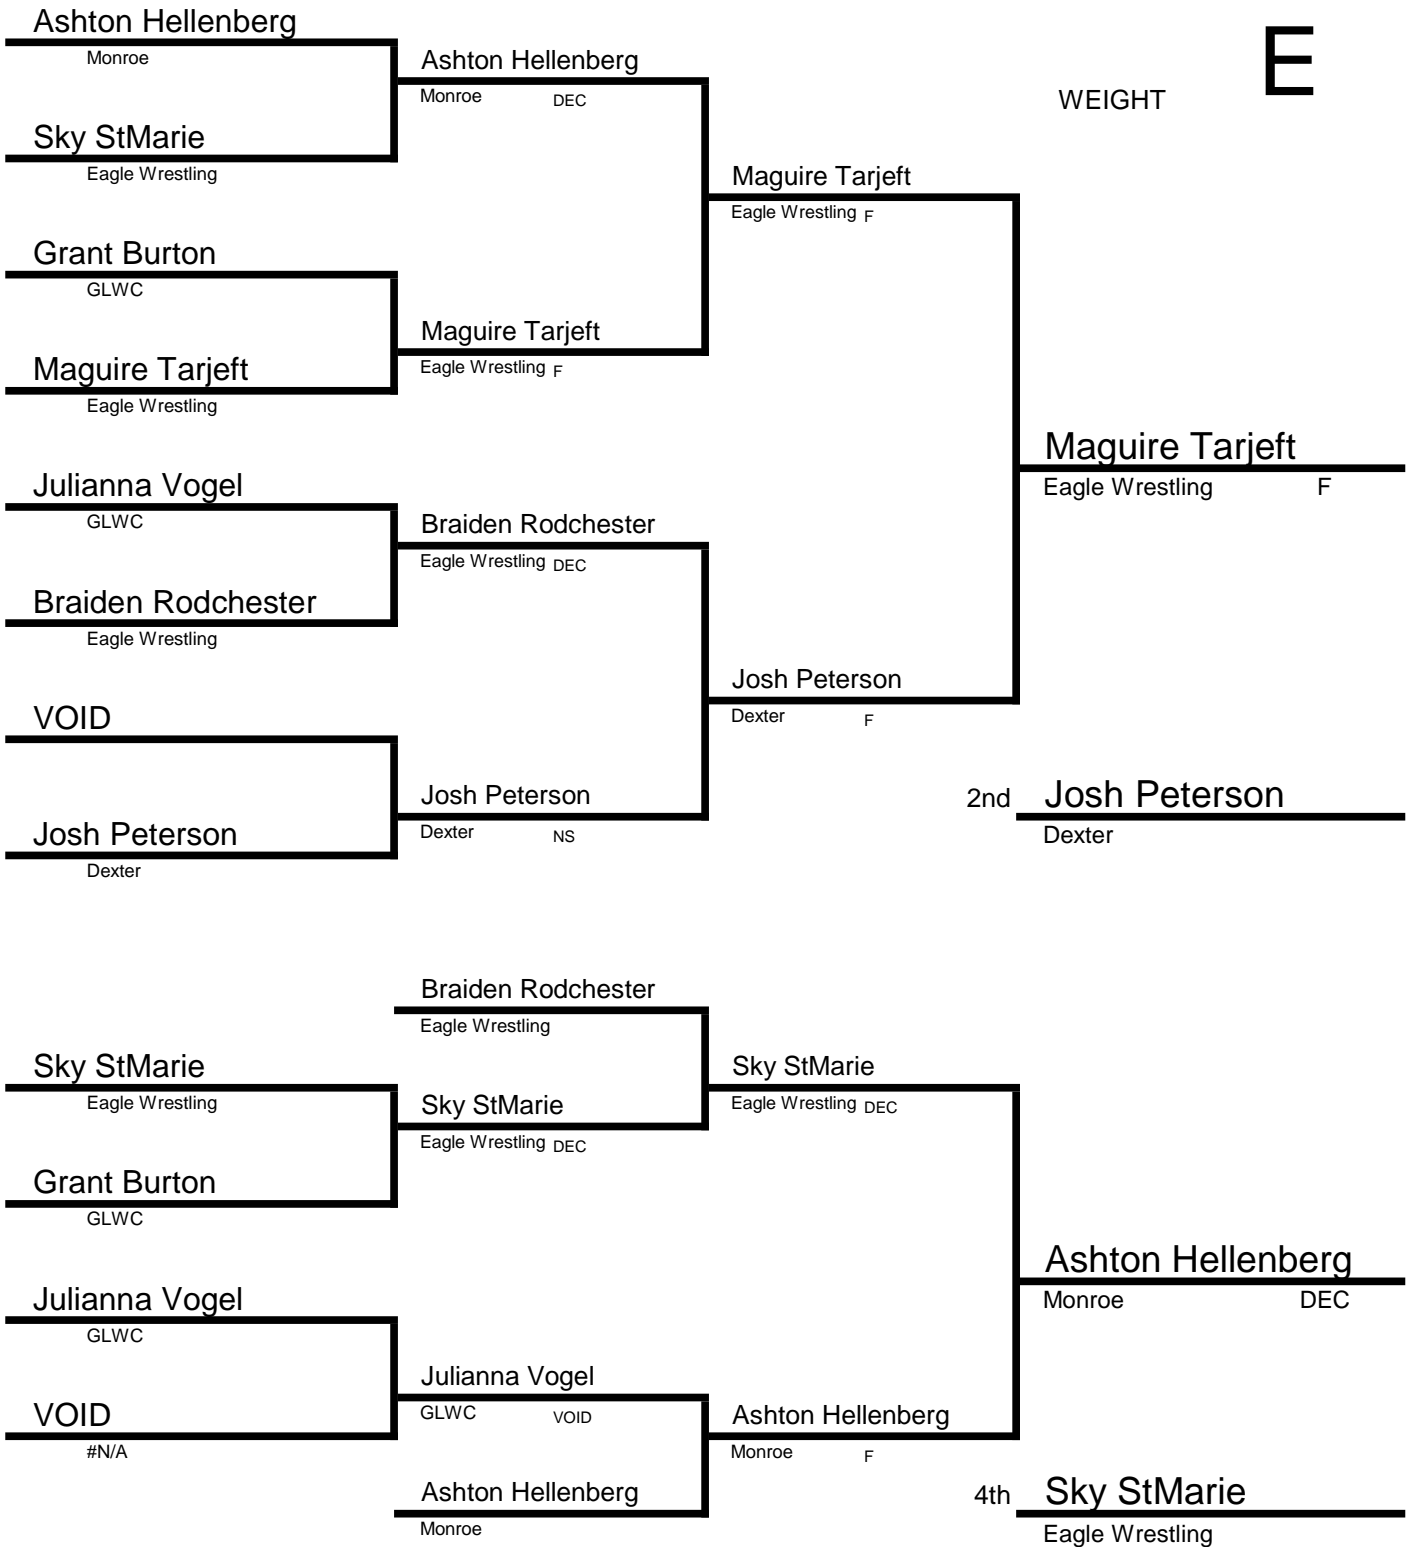 Ashton Hellenberg
Monroe
Ashton Hellenberg
Monroe DEC
E
WEIGHT
Sky StMarie
Eagle Wrestling
Maguire Tarjeft
Eagle Wrestling F
Grant Burton
GLWC
Maguire Tarjeft
Eagle Wrestling F
Maguire Tarjeft
Eagle Wrestling
Maguire Tarjeft
Eagle Wrestling F
Julianna Vogel
GLWC
Braiden Rodchester
Eagle Wrestling DEC
Braiden Rodchester
Eagle Wrestling
Josh Peterson
Dexter F
VOID
Josh Peterson
Dexter NS
2nd Josh Peterson
Dexter
Josh Peterson
Dexter
Braiden Rodchester
Eagle Wrestling
Sky StMarie
Eagle Wrestling
Sky StMarie
Eagle Wrestling DEC
Sky StMarie
Eagle Wrestling DEC
Grant Burton
GLWC
Ashton Hellenberg
Monroe DEC
Julianna Vogel
GLWC
Julianna Vogel
GLWC VOID
VOID
#N/A
Ashton Hellenberg
Monroe F
Ashton Hellenberg
Monroe
4th Sky StMarie
Eagle Wrestling